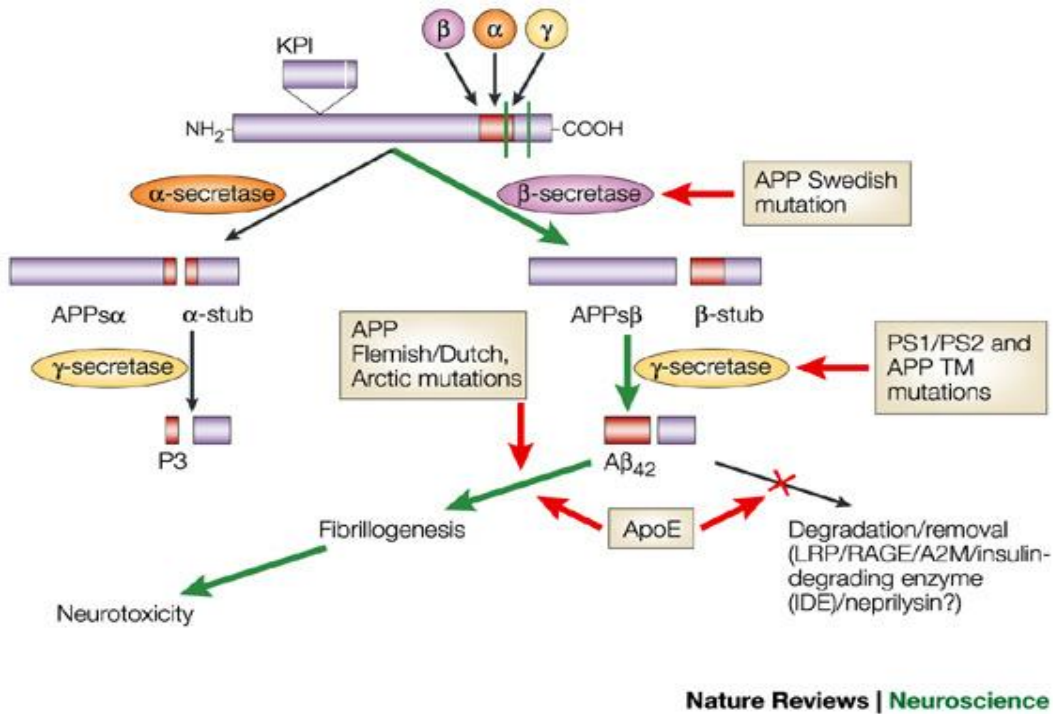 β α γ
KPI
NH2
COOH
α-secretase
β-secretase
APP Swedish
mutation
APPsα
α-stub
APPsβ
β-stub
γ-secretase
APP
Flemish/Dutch,
Arctic mutations
γ-secretase
PS1/PS2 and
APP TM
mutations
P3
Aβ42
Fibrillogenesis
ApoE
Degradation/removal
(LRP/RAGE/A2M/insulin-
degrading enzyme
(IDE)/neprilysin?)
Neurotoxicity
Nature Reviews | Neuroscience